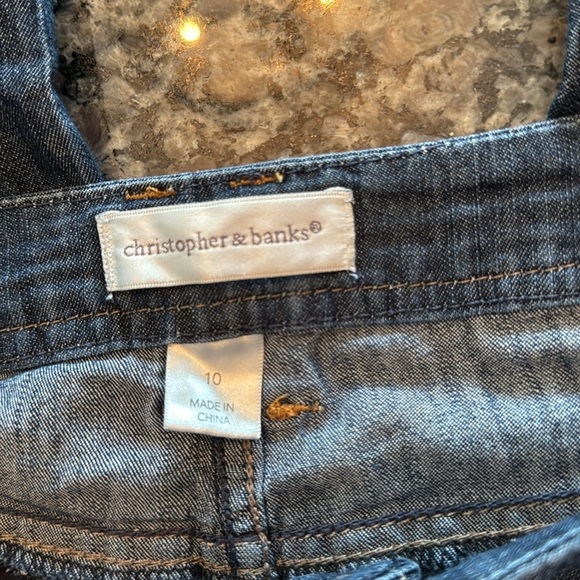 christopher & banks®
10
MADE IN
CHINA